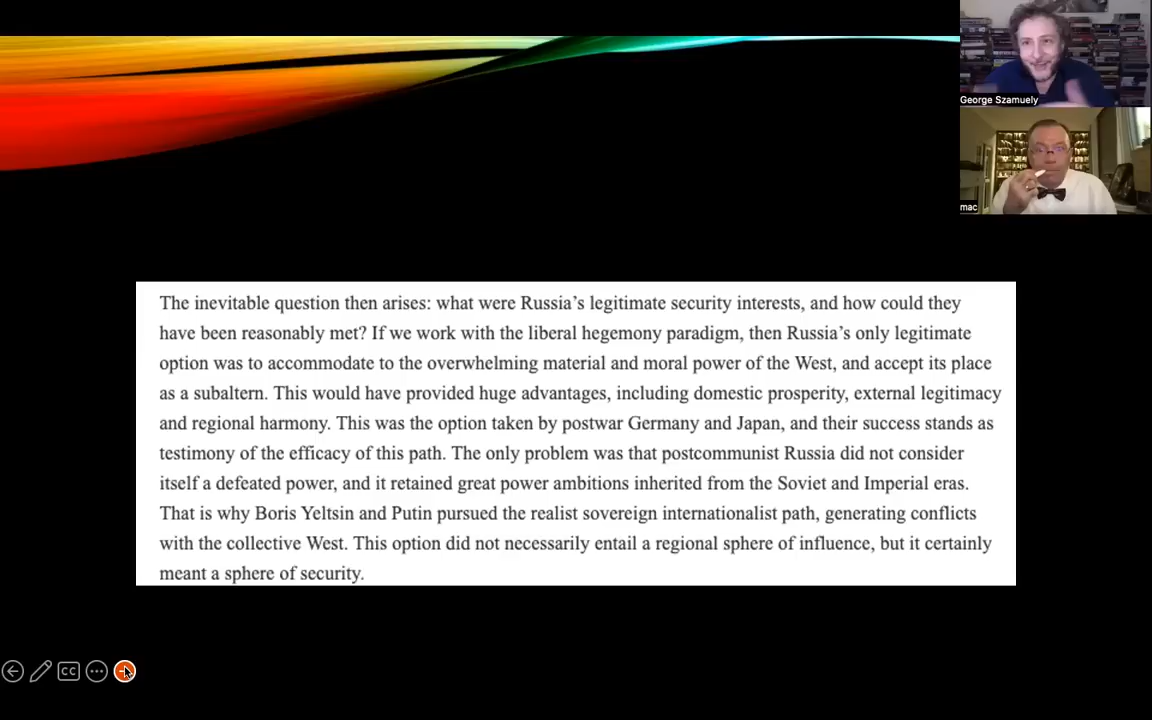 George Szamuely
mac
The inevitable question then arises: what were Russia’s legitimate security interests, and how could they
have been reasonably met? If we work with the liberal hegemony paradigm, then Russia’s only legitimate
option was to accommodate to the overwhelming material and moral power of the West, and accept its place
as a subaltern. This would have provided huge advantages, including domestic prosperity, external legitimacy
and regional harmony. This was the option taken by postwar Germany and Japan, and their success stands as
testimony of the efficacy of this path. The only problem was that postcommunist Russia did not consider
itself a defeated power, and it retained great power ambitions inherited from the Soviet and Imperial eras.
That is why Boris Yeltsin and Putin pursued the realist sovereign internationalist path, generating conflicts
with the collective West. This option did not necessarily entail a regional sphere of influence, but it certainly
meant a sphere of security.
CC